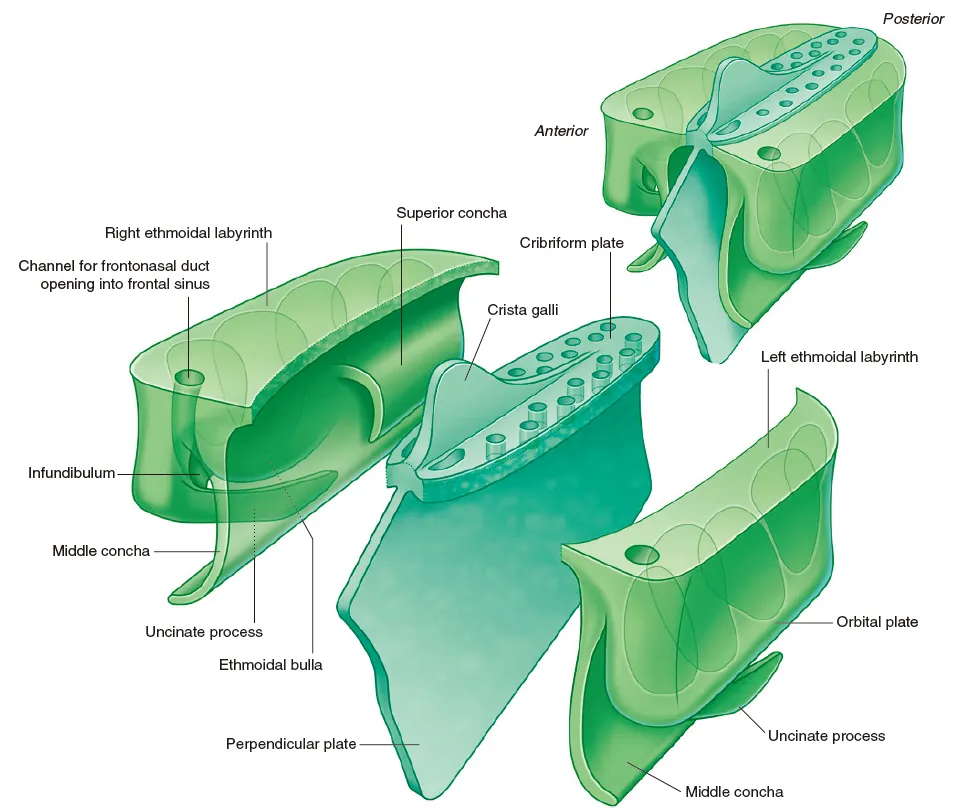 Posterior
Anterior
Superior concha
Right ethmoidal labyrinth
Cribriform plate
Channel for frontonasal duct
opening into frontal sinus
Crista galli
Left ethmoidal labyrinth
Infundibulum
Middle concha
Uncinate process
Ethmoidal bulla
Orbital plate
Perpendicular plate
Uncinate process
Middle concha